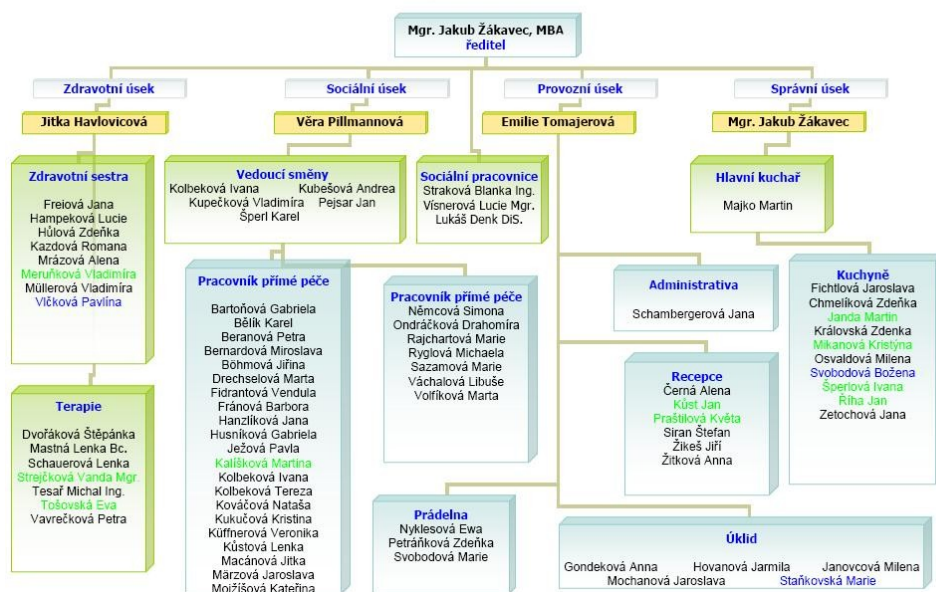 Mgr. Jakub Žákavec, MBA
ředitel
Zdravotní úsek
Sociální úsek
Provozní úsek
Správní úsek
Jitka Havlovicová
Věra Pillmannová
Emilie Tomajerová
Mgr. Jakub Žákavec
Zdravotní sestra
Freiová Jana
Hampeková Lucie
Hůlová Zdeňka
Kazdová Romana
Mrázová Alena
Meruňková Vladimíra
Müllerová Vladimíra
Vlčková Pavlína
Terapie
Dvořáková Štěpánka
Mastná Lenka Bc.
Schauerová Lenka
Strejčková Vanda Mgr.
Tesař Michal Ing.
Tošovská Eva
Vavrečková Petra
Vedoucí směny
Kolbeková Ivana Kubešová Andrea
Kupečková Vladimíra Pejsar Jan
Šperl Karel
Pracovník přímé péče
Bartoňová Gabriela
Bělík Karel
Beranová Petra
Bernardová Miroslava
Böhmová Jiřina
Drechselová Marta
Fidrantová Vendula
Fránová Barbora
Hanzlíková Jana
Husníková Gabriela
Ježová Pavla
Kalíšková Martina
Kolbeková Ivana
Kolbeková Tereza
Kováčová Nataša
Kukučová Kristina
Küffnerová Veronika
Kůstová Lenka
Macánová Jitka
Märzová Jaroslava
Mojžíšová Kateřina
Pracovník přímé péče
Němcová Simona
Ondráčková Drahomíra
Rajchartová Marie
Ryglová Michaela
Sazamová Marie
Váchalová Libuše
Volfíková Marta
Sociální pracovnice
Straková Blanka Ing.
Vísnerová Lucie Mgr.
Lukáš Denk DiS.
Administrativa
Schambergerová Jana
Recepce
Černá Alena
Kůst Jan
Praštilová Květa
Siran Štefan
Žikeš Jiří
Žitková Anna
Prádelna
Nyklesová Ewa
Petráňková Zdeňka
Svobodová Marie
Úklid
Gondeková Anna Hovanová Jarmila Janovcová Milena
Mochanová Jaroslava Staňkovská Marie
Hlavní kuchař
Majko Martin
Kuchyně
Fichtlová Jaroslava
Chmelíková Zdeňka
Janda Martin
Královská Zdenka
Mikanová Kristýna
Osvaldová Milena
Svobodová Božena
Šperlová Ivana
Říha Jan
Zetochová Jana